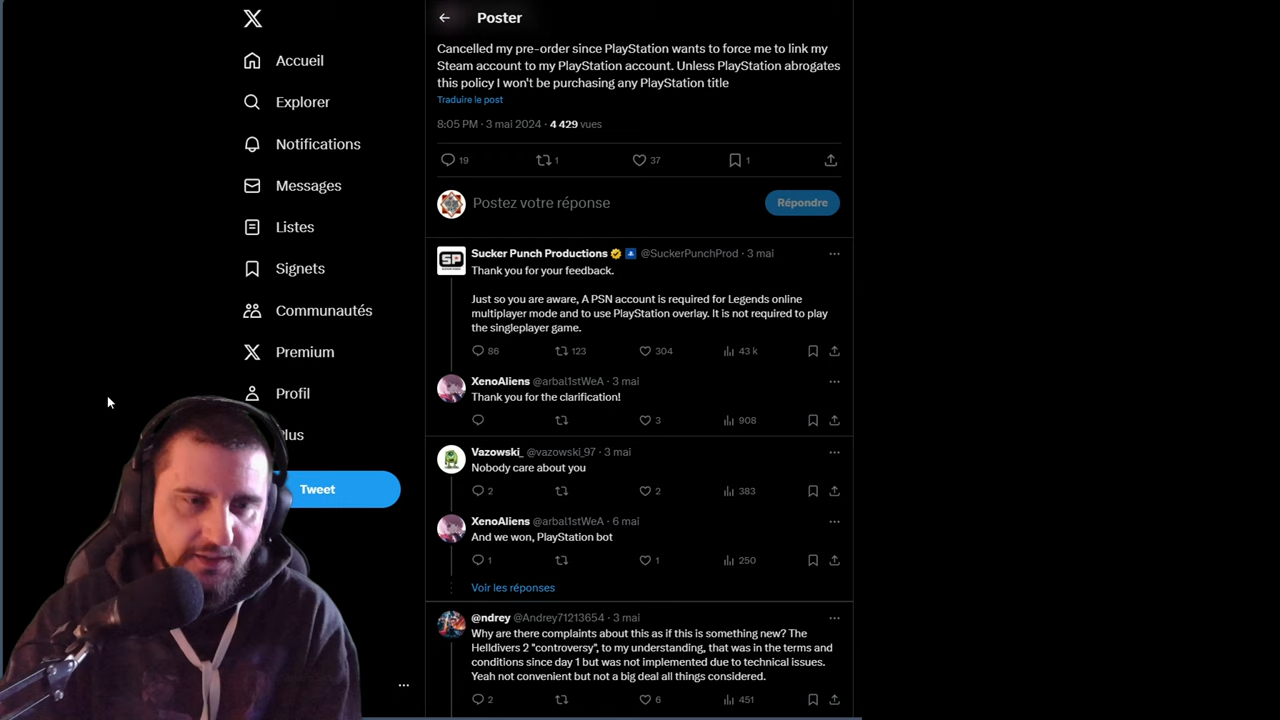 Poster
Accueil
Explorer
Notifications
Messages
Listes
Signets
Communautés
Premium
Profil
Plus
Tweet
Cancelled my pre-order since PlayStation wants to force me to link my
Steam account to my PlayStation account. Unless PlayStation abrogates
this policy I won't be purchasing any PlayStation title
Traduire le post
8:05 PM · 3 mai 2024 · 4 429 vues
19 1 37 1
Postez votre réponse
Répondre
SP
Sucker Punch Productions @SuckerPunchProd · 3 mai
Thank you for your feedback.
Just so you are aware, A PSN account is required for Legends online
multiplayer mode and to use PlayStation overlay. It is not required to play
the singleplayer game.
86 123 304 43 k
XenoAliens @arbal1stWeA · 3 mai
Thank you for the clarification!
3 908
Vazowski_ @vazowski_97 · 3 mai
Nobody care about you
2 2 383
XenoAliens @arbal1stWeA · 6 mai
And we won, PlayStation bot
1 1 250
Voir les réponses
@ndrey @Andrey71213654 · 3 mai
Why are there complaints about this as if this is something new? The
Helldivers 2 "controversy", to my understanding, that was in the terms and
conditions since day 1 but was not implemented due to technical issues.
Yeah not convenient but not a big deal all things considered.
2 6 451